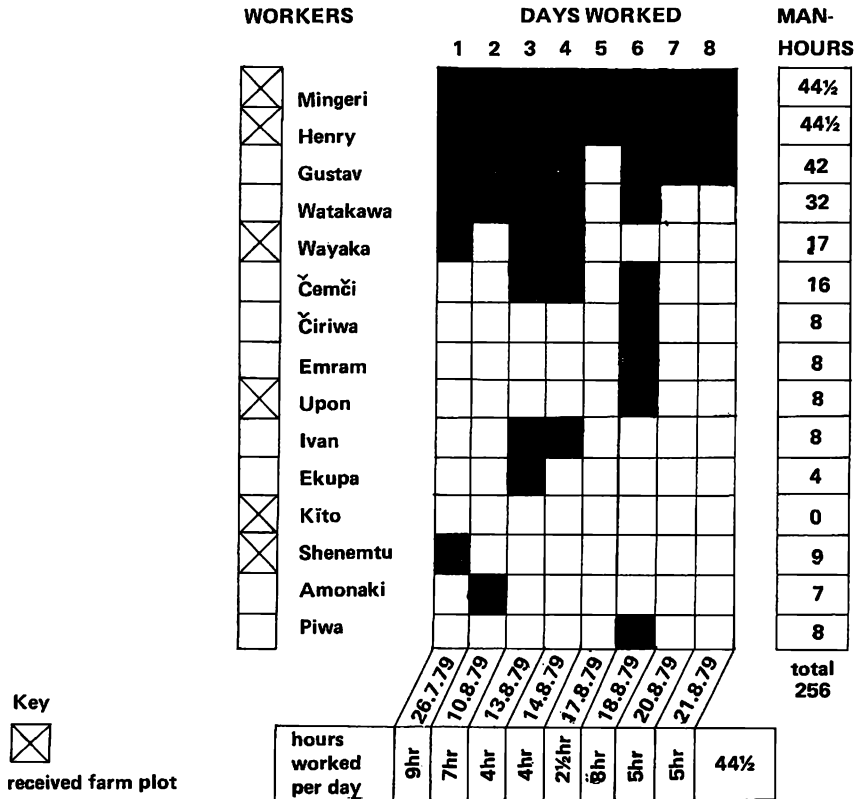 WORKERS DAYS WORKED MAN-
1 2 3 4 5 6 7 8 HOURS
Mingeri 44½
Henry 44½
Gustav 42
Watakawa 32
Wayaka 17
Čemči 16
Čiriwa 8
Emram 8
Upon 8
Ivan 8
Ekupa 4
Kïto 0
Shenemtu 9
Amonaki 7
Piwa 8
26.7.79 10.8.79 13.8.79 14.8.79 17.8.79 18.8.79 20.8.79 21.8.79
total
256
Key
received farm plot
hours
worked
per day
9hr 7hr 4hr 4hr 2½hr 8hr 5hr 5hr 44½